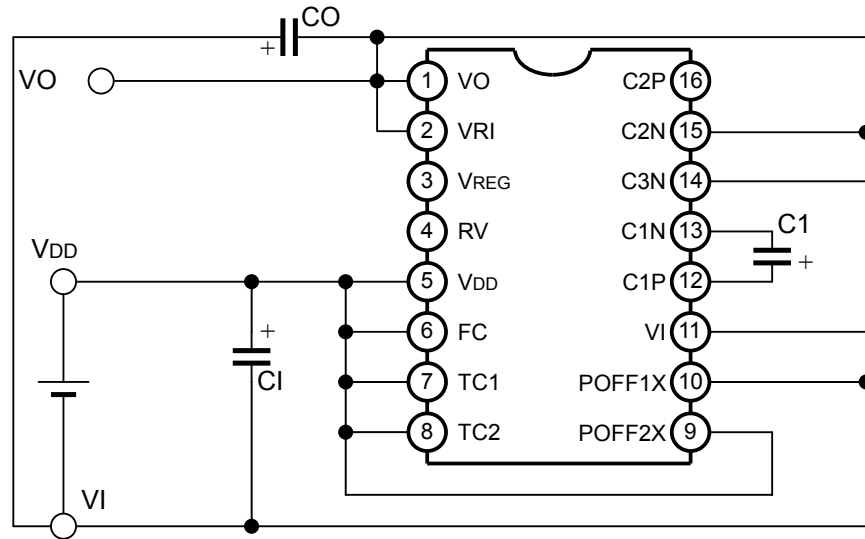 CO
+
VO
1 VO
2 VRI
3 VREG
4 RV
5 VDD
6 FC
7 TC1
8 TC2
C2P 16
C2N 15
C3N 14
C1N 13
C1P 12
VI 11
POFF1X 10
POFF2X 9
C1
+
VDD
+
CI
VI